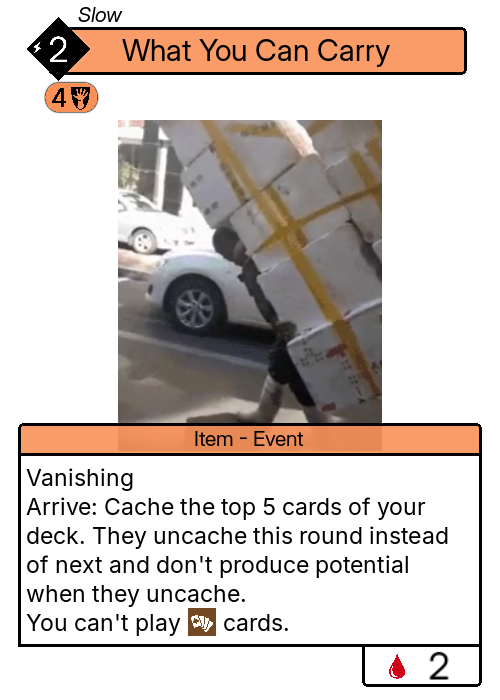 Slow
2
What You Can Carry
4
Item - Event
Vanishing
Arrive: Cache the top 5 cards of your
deck. They uncache this round instead
of next and don't produce potential
when they uncache.
You can't play cards.
2